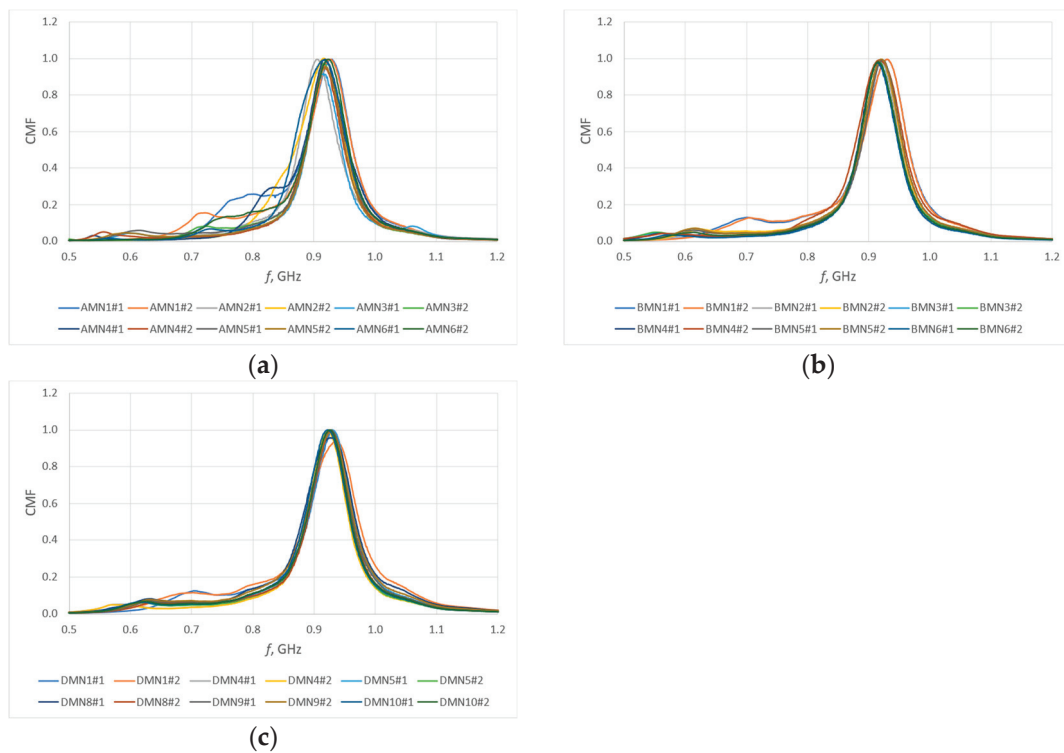 1.2
1.0
0.8
0.6
0.4
0.2
0.0
CMF
0.5 0.6 0.7 0.8 0.9 1.0 1.1 1.2
f, GHz
AMN1#1 AMN1#2 AMN2#1 AMN2#2 AMN3#1 AMN3#2
AMN4#1 AMN4#2 AMN5#1 AMN5#2 AMN6#1 AMN6#2
(a)
1.2
1.0
0.8
0.6
0.4
0.2
0.0
CMF
0.5 0.6 0.7 0.8 0.9 1.0 1.1 1.2
f, GHz
BMN1#1 BMN1#2 BMN2#1 BMN2#2 BMN3#1 BMN3#2
BMN4#1 BMN4#2 BMN5#1 BMN5#2 BMN6#1 BMN6#2
(b)
1.2
1.0
0.8
0.6
0.4
0.2
0.0
CMF
0.5 0.6 0.7 0.8 0.9 1.0 1.1 1.2
f, GHz
DMN1#1 DMN1#2 DMN4#1 DMN4#2 DMN5#1 DMN5#2
DMN8#1 DMN8#2 DMN9#1 DMN9#2 DMN10#1 DMN10#2
(c)